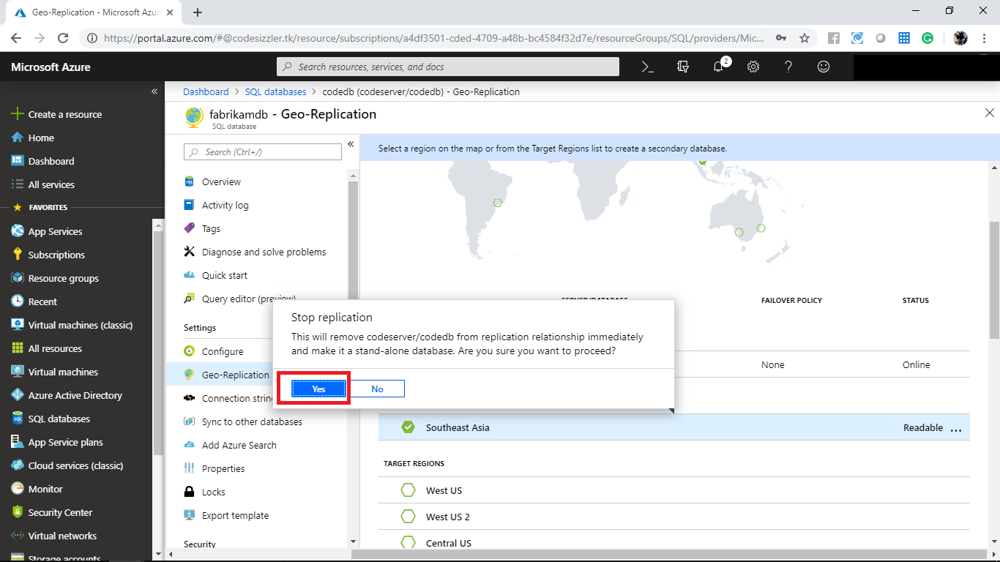 Geo-Replication - Microsoft Azur
https://portal.azure.com/#@codesizzler.tk/resource/subscriptions/a4df3501-cded-4709-a48b-bc4584f32d7e/resourceGroups/SQL/providers/Mic...
Microsoft Azure
Search resources, services, and docs
2
Create a resource
Home
Dashboard
All services
FAVORITES
App Services
Subscriptions
Resource groups
Recent
Virtual machines (classic)
All resources
Virtual machines
Azure Active Directory
SQL databases
App Service plans
Cloud services (classic)
Monitor
Security Center
Virtual networks
Storage accounts
Dashboard > SQL databases > codedb (codeserver/codedb) - Geo-Replication
fabrikamdb - Geo-Replication
SQL database
Search (Ctrl+/)
Overview
Activity log
Tags
Diagnose and solve problems
Quick start
Query editor (preview)
Settings
Configure
Geo-Replication
Connection string
Sync to other databases
Add Azure Search
Properties
Locks
Export template
Security
Select a region on the map or from the Target Regions list to create a secondary database.
SERVER/DATABASE FAILOVER POLICY STATUS
None Online
Stop replication
This will remove codeserver/codedb from replication relationship immediately
and make it a stand-alone database. Are you sure you want to proceed?
Yes No
Southeast Asia Readable ...
TARGET REGIONS
West US
West US 2
Central US